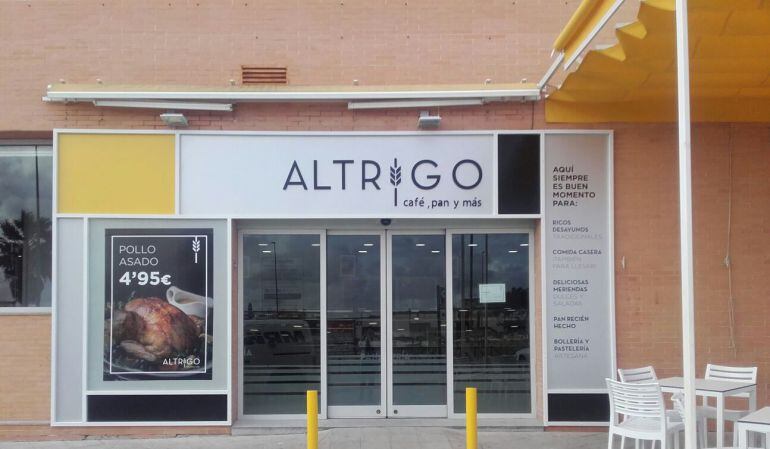 ALTRIGO
café, pan y más
POLLO
ASADO
4'95€
ALTRIGO
AQUÍ
SIEMPRE
ES BUEN
MOMENTO
PARA:
RICOS
DESAYUNOS
TRADICIONALES
COMIDA CASERA
TAMBIÉN
PARA LLEVAR
DELICIOSAS
MERIENDAS
DULCES Y
SALADAS
PAN RECIÉN
HECHO
BOLLERÍA Y
PASTELERÍA
ARTESANA